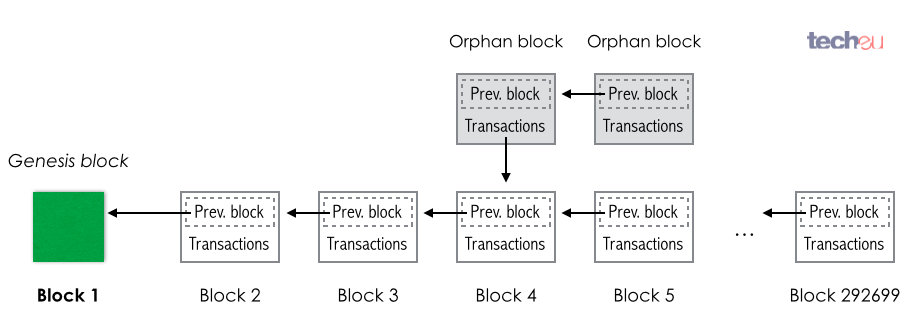 Orphan block
Orphan block
techeu
Prev. block
Transactions
Prev. block
Transactions
Genesis block
Prev. block
Transactions
Prev. block
Transactions
Prev. block
Transactions
Prev. block
Transactions
...
Prev. block
Transactions
Block 1
Block 2
Block 3
Block 4
Block 5
Block 292699